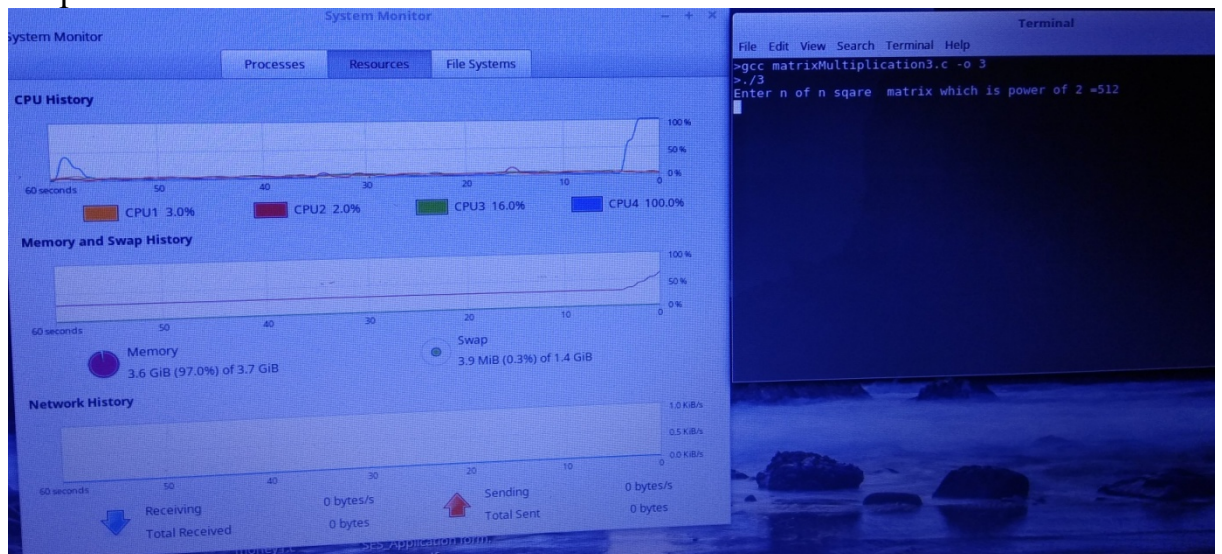 System Monitor
System Monitor
Processes Resources File Systems
CPU History
100 %
50 %
0 %
60 seconds 50 40 30 20 10 0
CPU1 3.0% CPU2 2.0% CPU3 16.0% CPU4 100.0%
Memory and Swap History
100 %
50 %
0 %
60 seconds 50 40 30 20 10 0
Memory
3.6 GiB (97.0%) of 3.7 GiB
Swap
3.9 MiB (0.3%) of 1.4 GiB
Network History
1.0 KiB/s
0.5 KiB/s
0.0 KiB/s
60 seconds 50 40 30 20 10 0
Receiving 0 bytes/s
Total Received 0 bytes
Sending 0 bytes/s
Total Sent 0 bytes
Terminal
File Edit View Search Terminal Help
>gcc matrixMultiplication3.c -o 3
>./3
Enter n of n sqare  matrix which is power of 2 =512